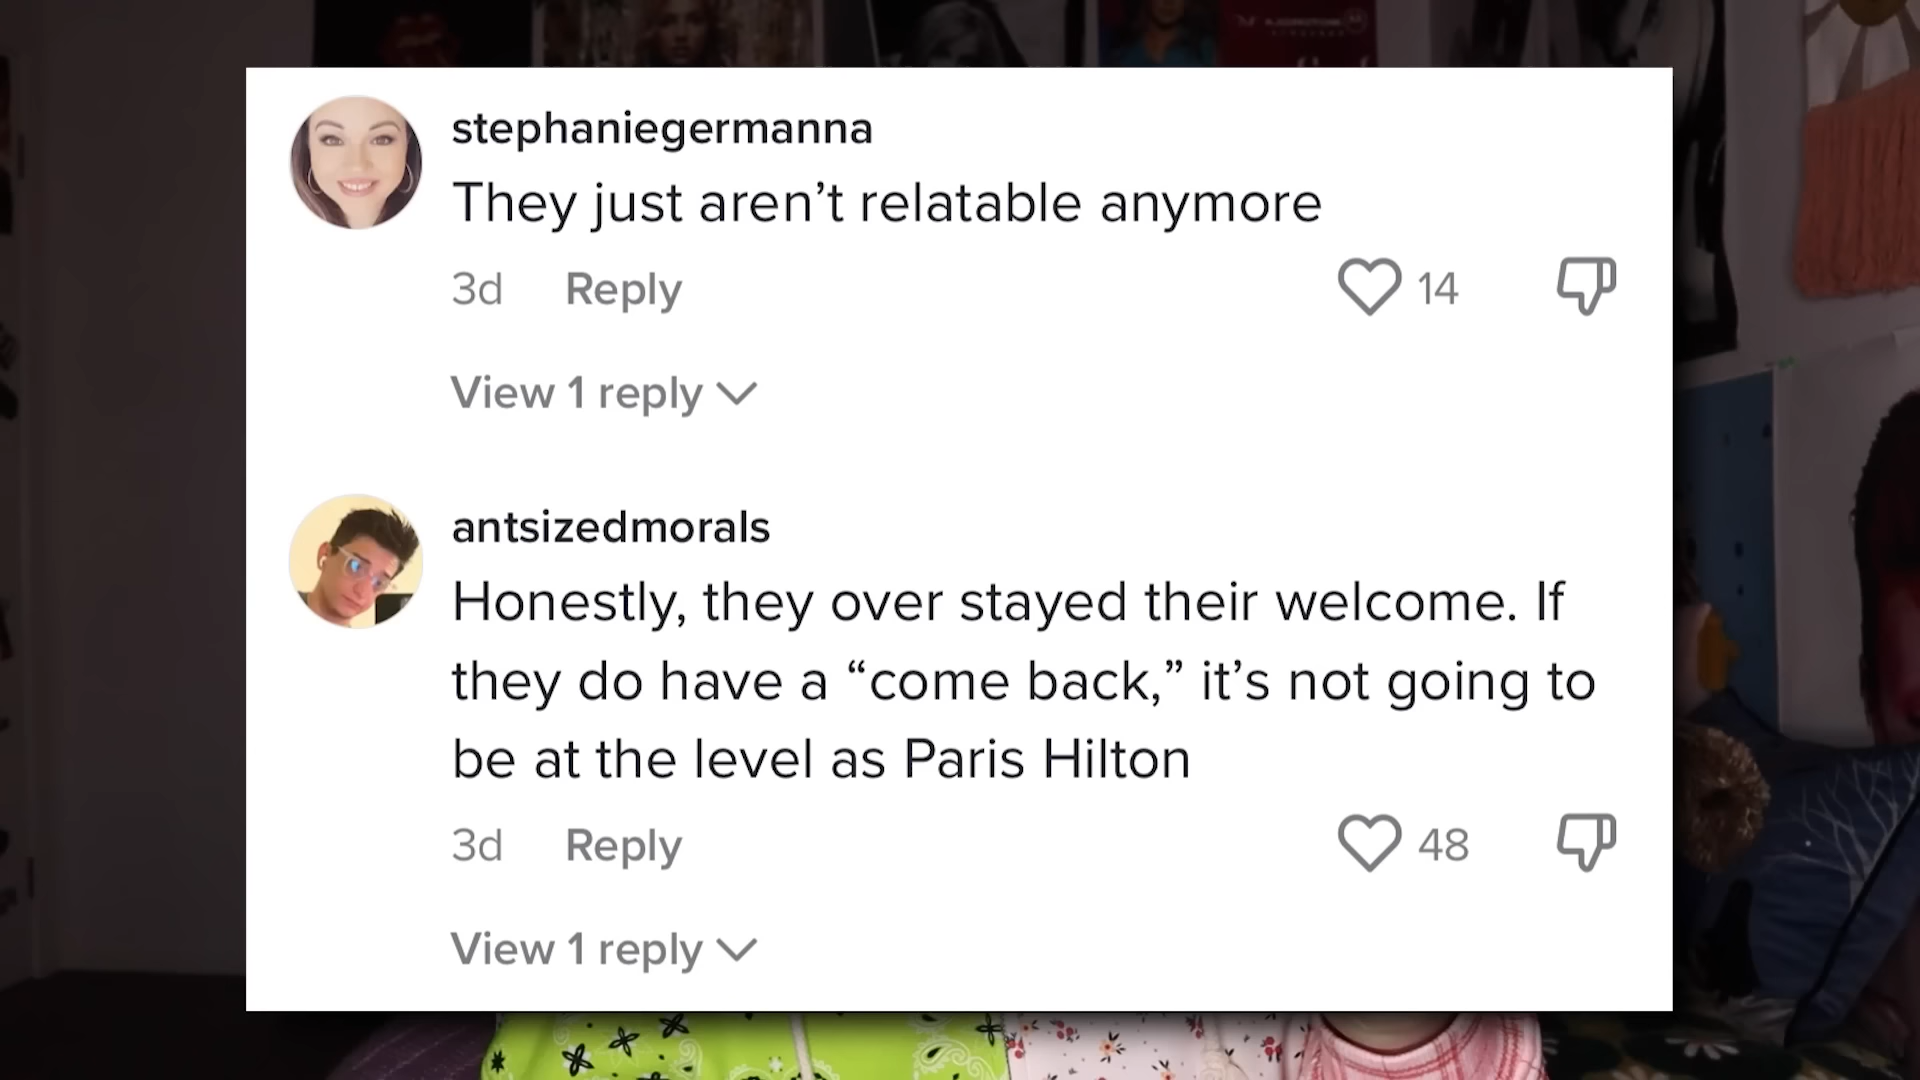 stephaniegermanna
They just aren’t relatable anymore
3d Reply 14
View 1 reply
antsizedmorals
Honestly, they over stayed their welcome. If
they do have a “come back,” it’s not going to
be at the level as Paris Hilton
3d Reply 48
View 1 reply